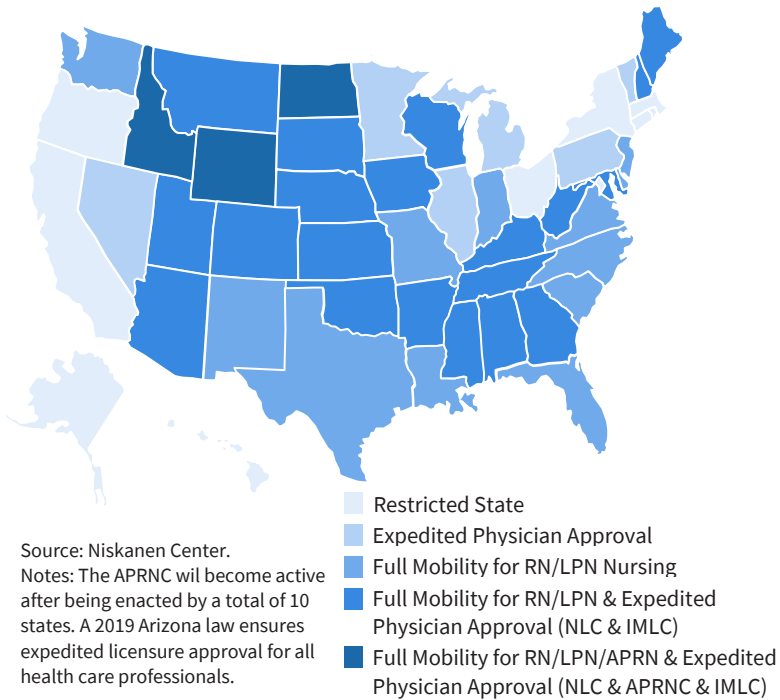 Restricted State
Expedited Physician Approval
Full Mobility for RN/LPN Nursing
Full Mobility for RN/LPN & Expedited
Physician Approval (NLC & IMLC)
Full Mobility for RN/LPN/APRN & Expedited
Physician Approval (NLC & APRNC & IMLC)
Source: Niskanen Center.
Notes: The APRNC wil become active
after being enacted by a total of 10
states. A 2019 Arizona law ensures
expedited licensure approval for all
health care professionals.